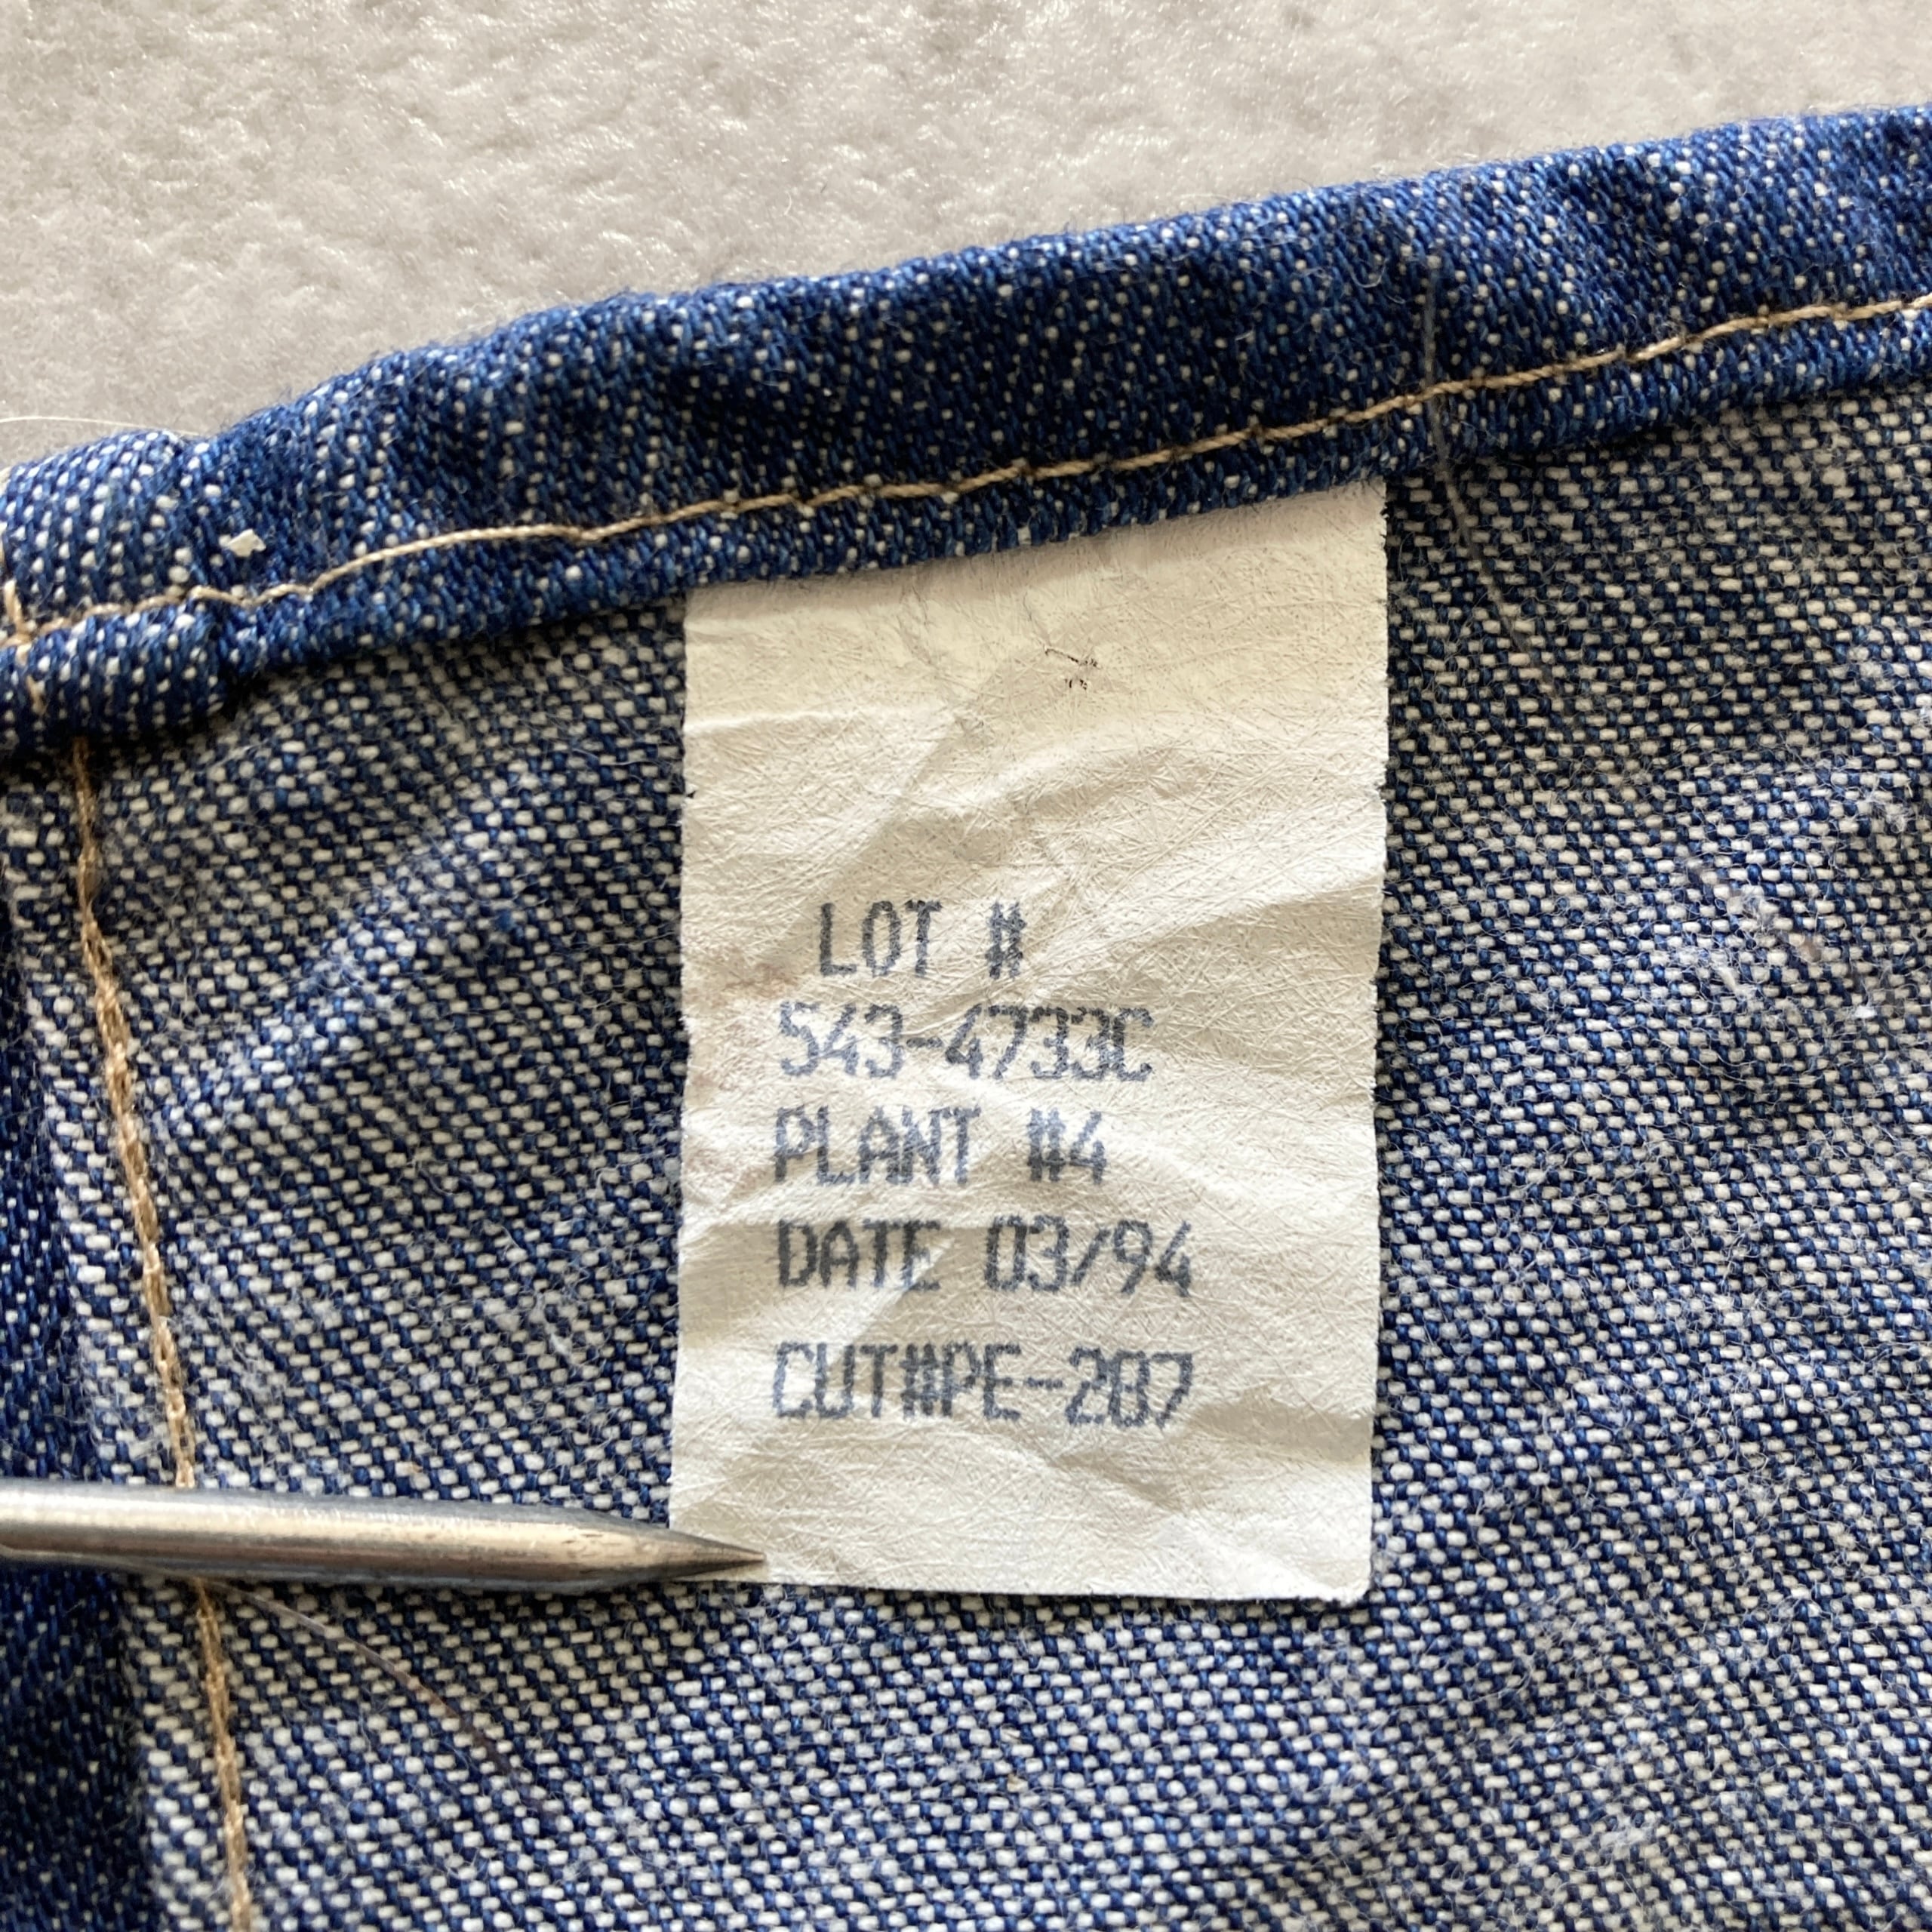 LOT #
543-4733C
PLANT #4
DATE 03/94
CUT#PE-287